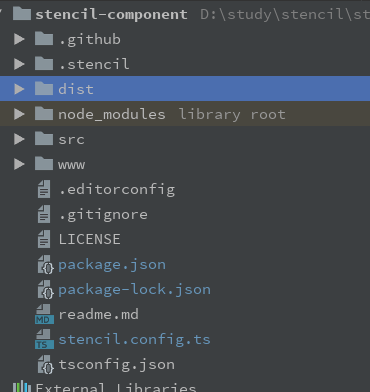 stencil-component D:\study\stencil\st
.github
.stencil
dist
node_modules library root
src
www
.editorconfig
.gitignore
LICENSE
package.json
package-lock.json
readme.md
stencil.config.ts
tsconfig.json
External Libraries